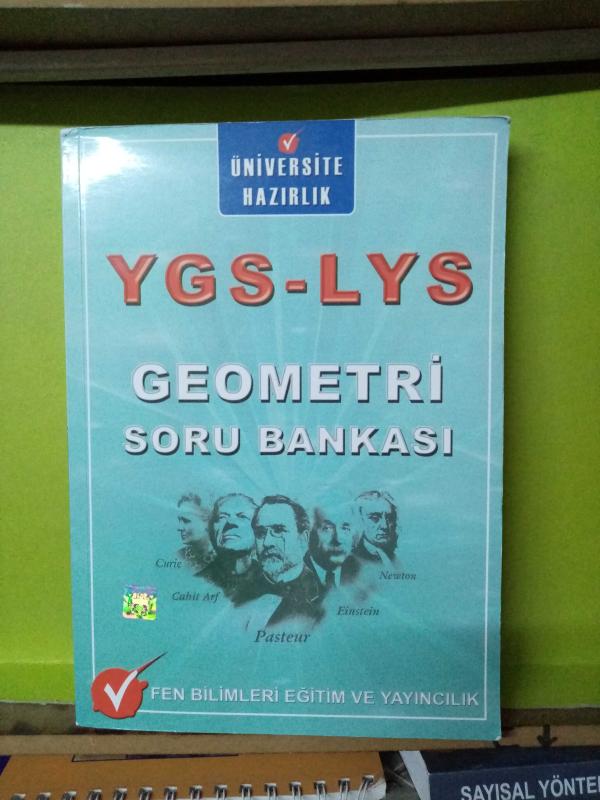 ÜNİVERSİTE
HAZIRLIK
YGS-LYS
GEOMETRİ
SORU BANKASI
Curie
Cahit Arf
Pasteur
Einstein
Newton
FEN BİLİMLERİ EĞİTİM VE YAYINCILIK
SAYISAL YÖNTE